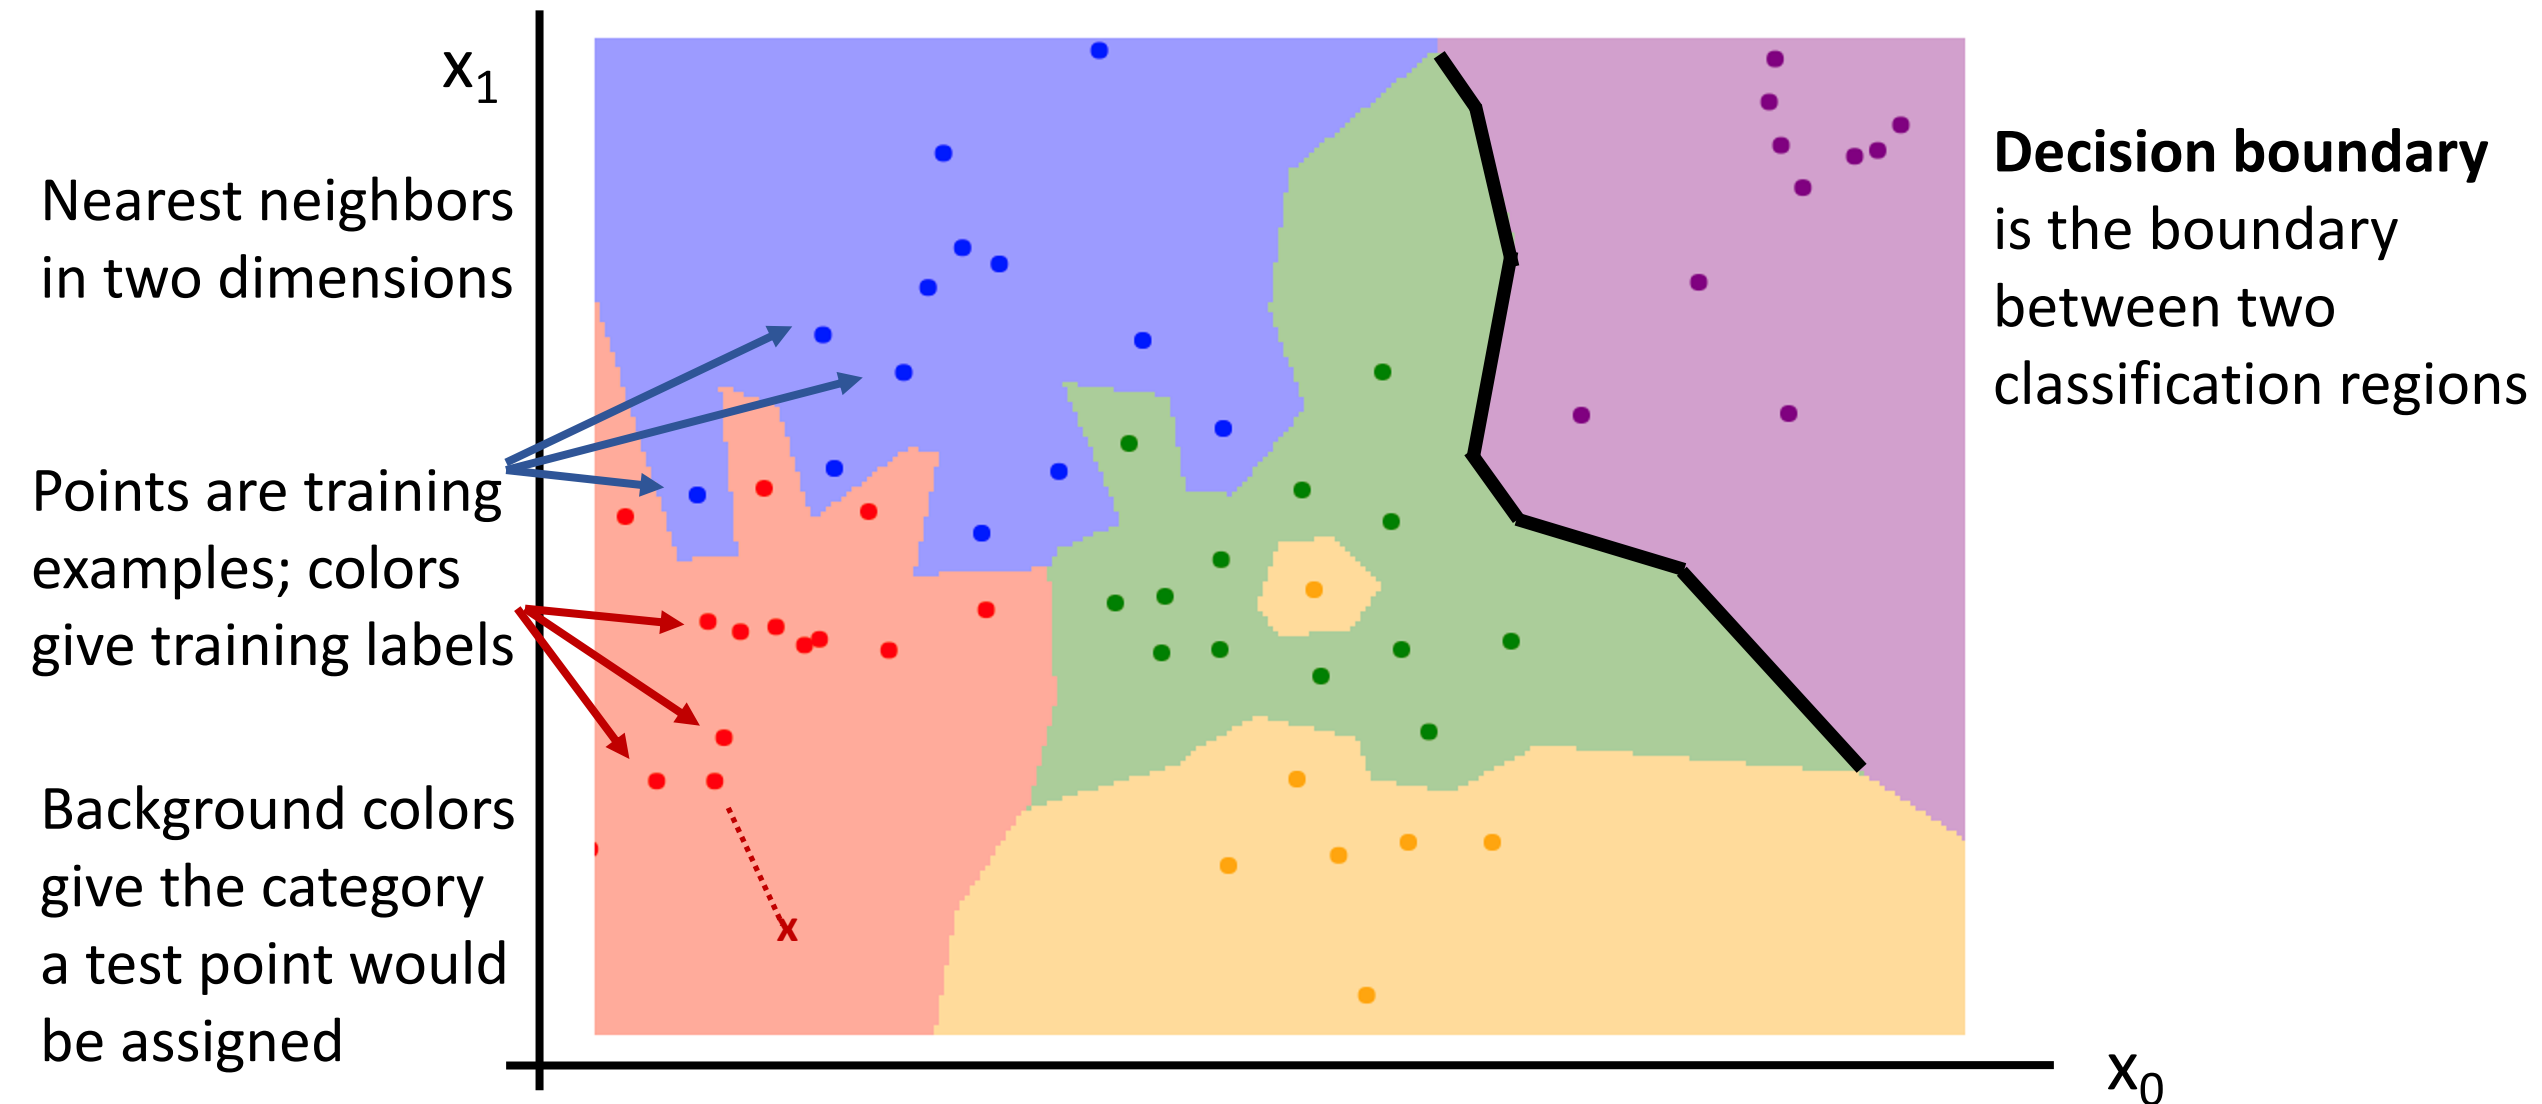 x₁
Nearest neighbors
in two dimensions
Points are training
examples; colors
give training labels
Background colors
give the category
a test point would
be assigned
x
Decision boundary
is the boundary
between two
classification regions
x₀